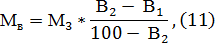 Мв = М3 * (В2 − В1) / (100 − В2), (11)